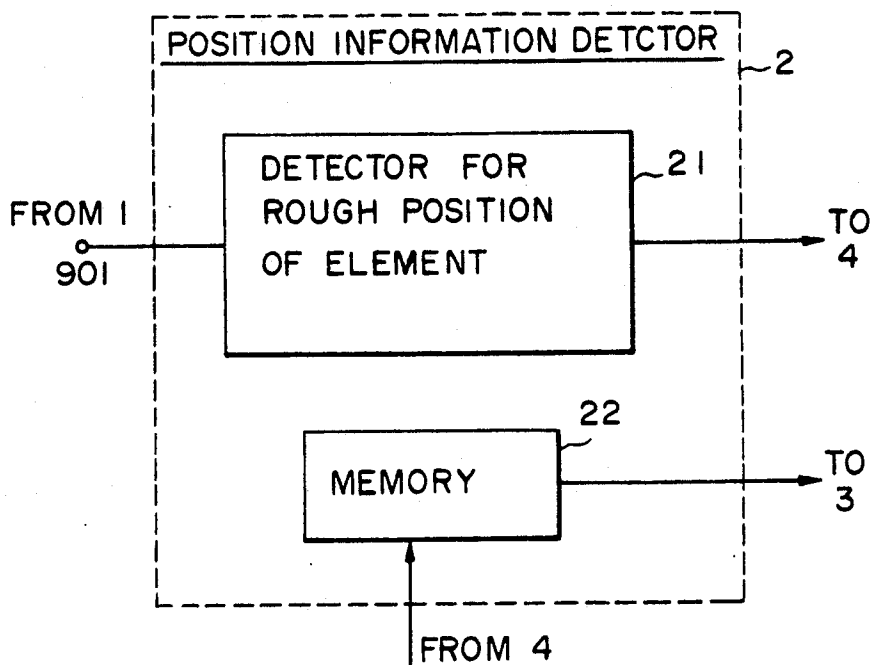 POSITION INFORMATION DETCTOR
2
DETECTOR FOR
ROUGH POSITION
OF ELEMENT
21
FROM 1
901
TO
4
22
MEMORY
TO
3
FROM 4